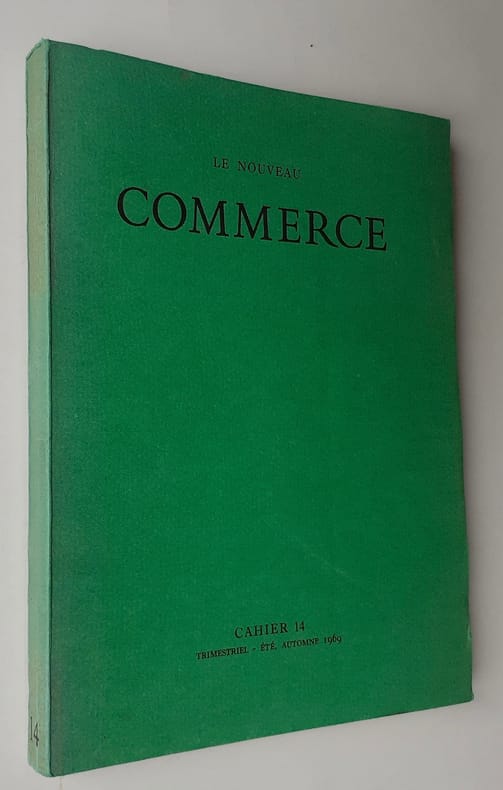 LE NOUVEAU
COMMERCE
CAHIER 14
TRIMESTRIEL - ÉTÉ, AUTOMNE 1969
14